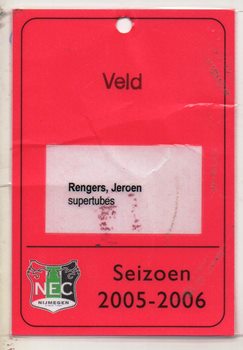 Veld
Rengers, Jeroen
supertubes
NEC
NIJMEGEN
Seizoen
2005-2006